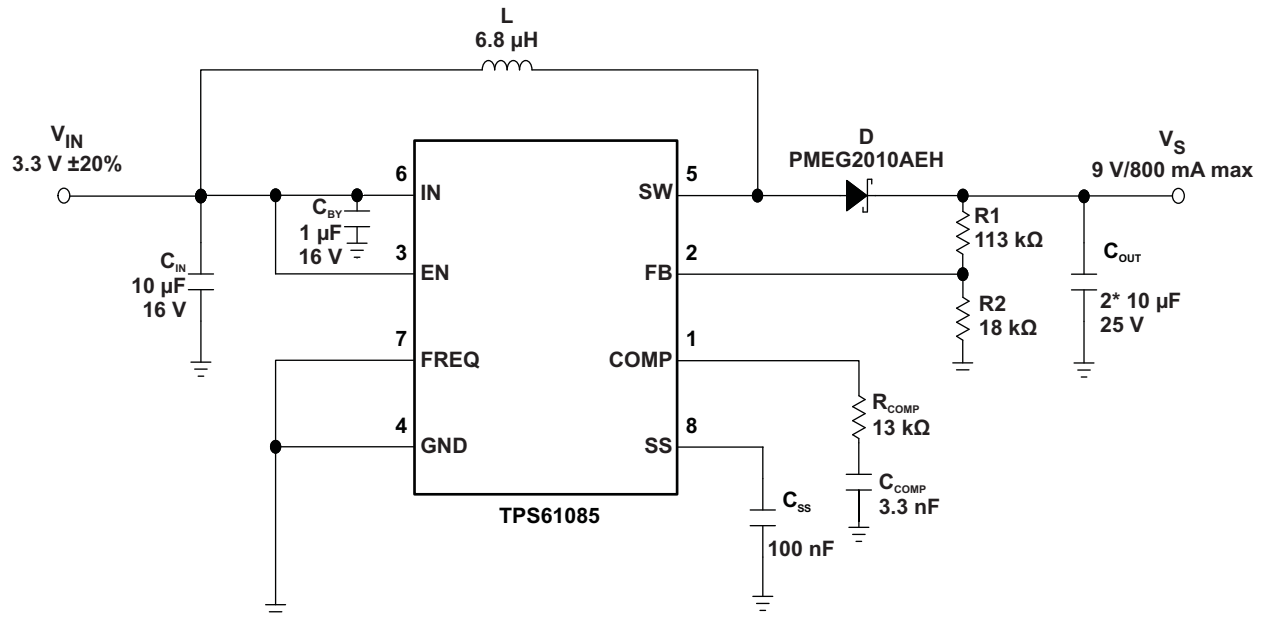 L
6.8 µH
V_IN
3.3 V ±20%
C_IN
10 µF
16 V
C_BY
1 µF
16 V
6
IN
3
EN
7
FREQ
4
GND
SW
5
FB
2
COMP
1
SS
8
TPS61085
D
PMEG2010AEH
V_S
9 V/800 mA max
R1
113 kΩ
R2
18 kΩ
C_OUT
2* 10 µF
25 V
R_COMP
13 kΩ
C_COMP
3.3 nF
C_SS
100 nF